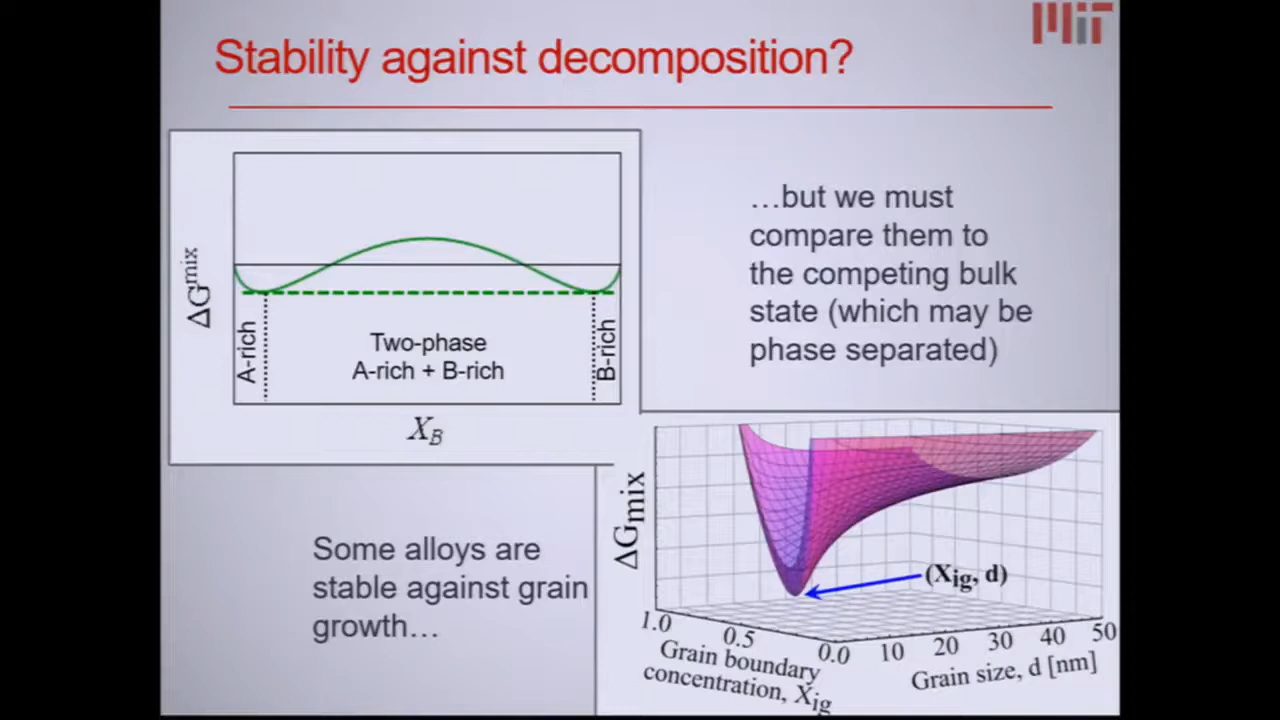 MIT
Stability against decomposition?
ΔG^mix
A-rich
Two-phase
A-rich + B-rich
B-rich
X_B
…but we must
compare them to
the competing bulk
state (which may be
phase separated)
Some alloys are
stable against grain
growth…
ΔG_mix
(X_ig, d)
1.0
0.5
0.0
10
20
30
40
50
Grain boundary
concentration, X_ig
Grain size, d [nm]